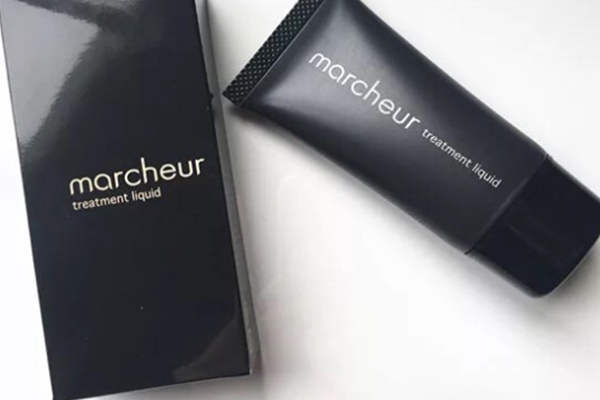 marcheur
treatment liquid
marcheur treatment liquid